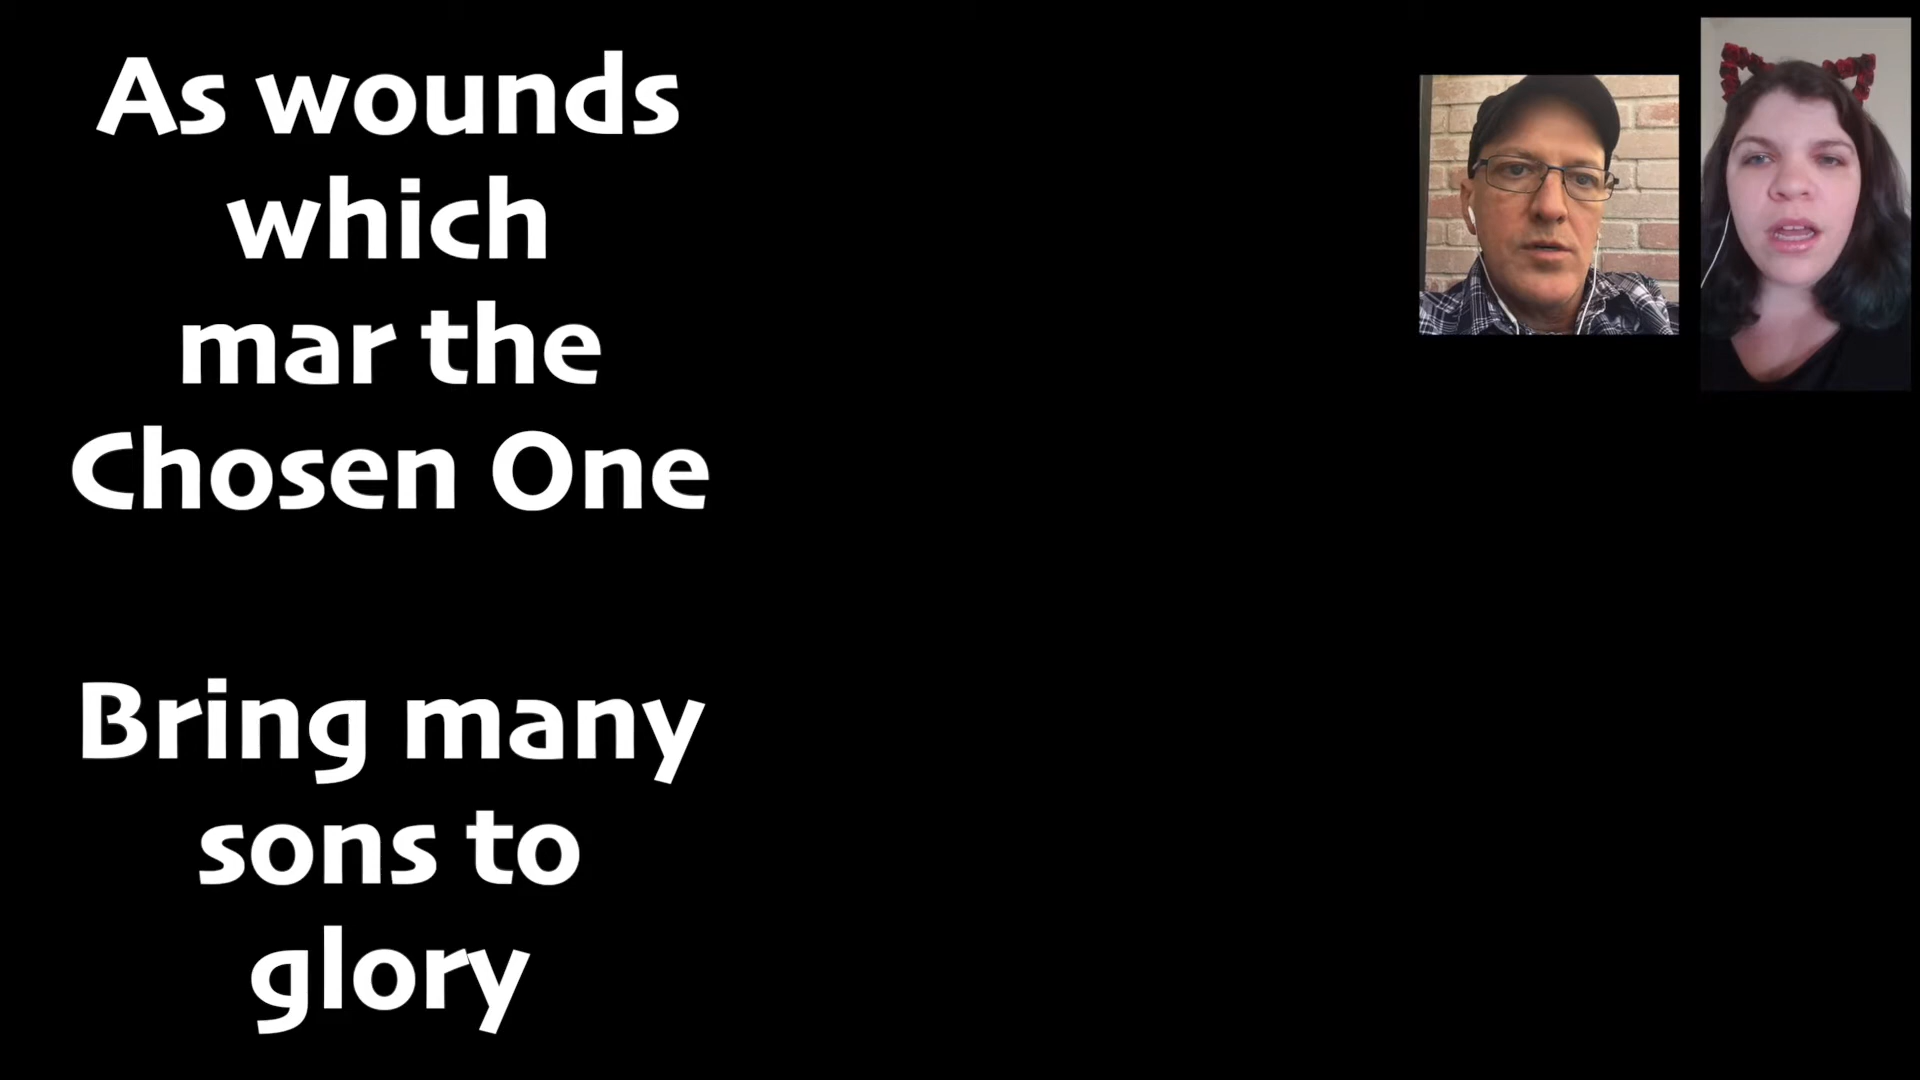 As wounds
which
mar the
Chosen One
Bring many
sons to
glory